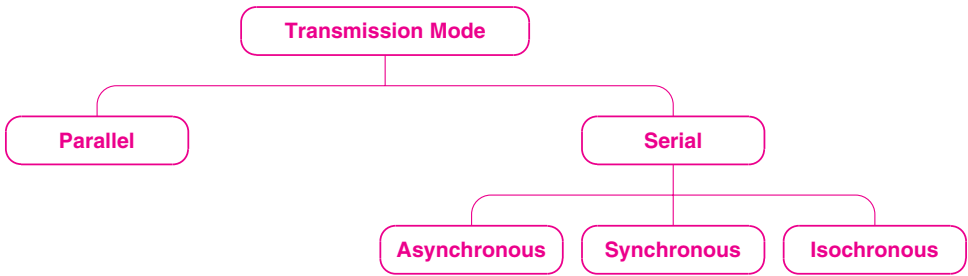 Transmission Mode
Parallel
Serial
Asynchronous
Synchronous
Isochronous